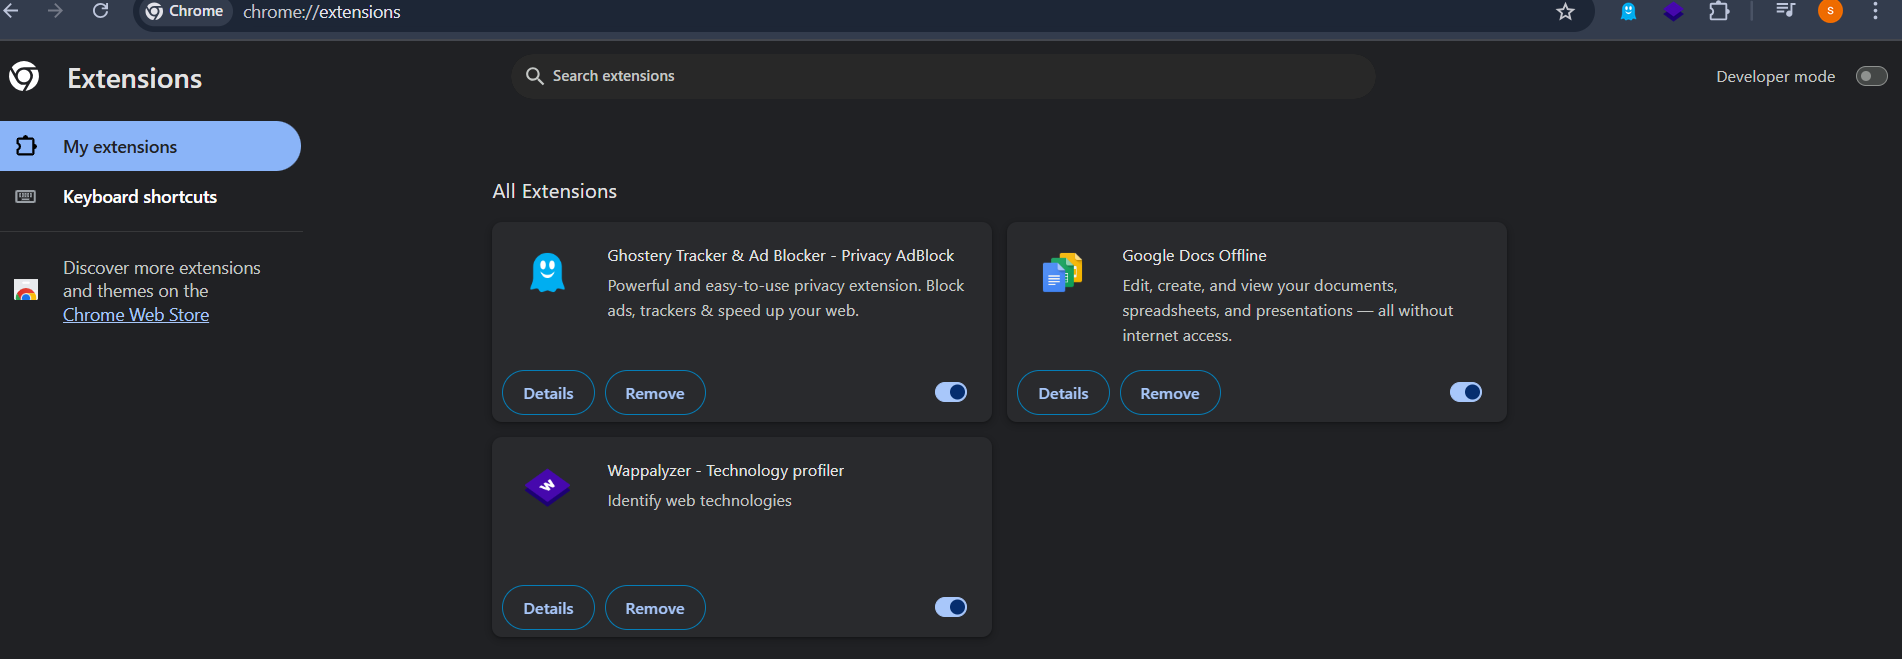 Chrome
chrome://extensions
S
Extensions
Search extensions
Developer mode
My extensions
Keyboard shortcuts
Discover more extensions
and themes on the
Chrome Web Store
All Extensions
Ghostery Tracker & Ad Blocker - Privacy AdBlock
Powerful and easy-to-use privacy extension. Block
ads, trackers & speed up your web.
Details
Remove
Google Docs Offline
Edit, create, and view your documents,
spreadsheets, and presentations — all without
internet access.
Details
Remove
W
Wappalyzer - Technology profiler
Identify web technologies
Details
Remove